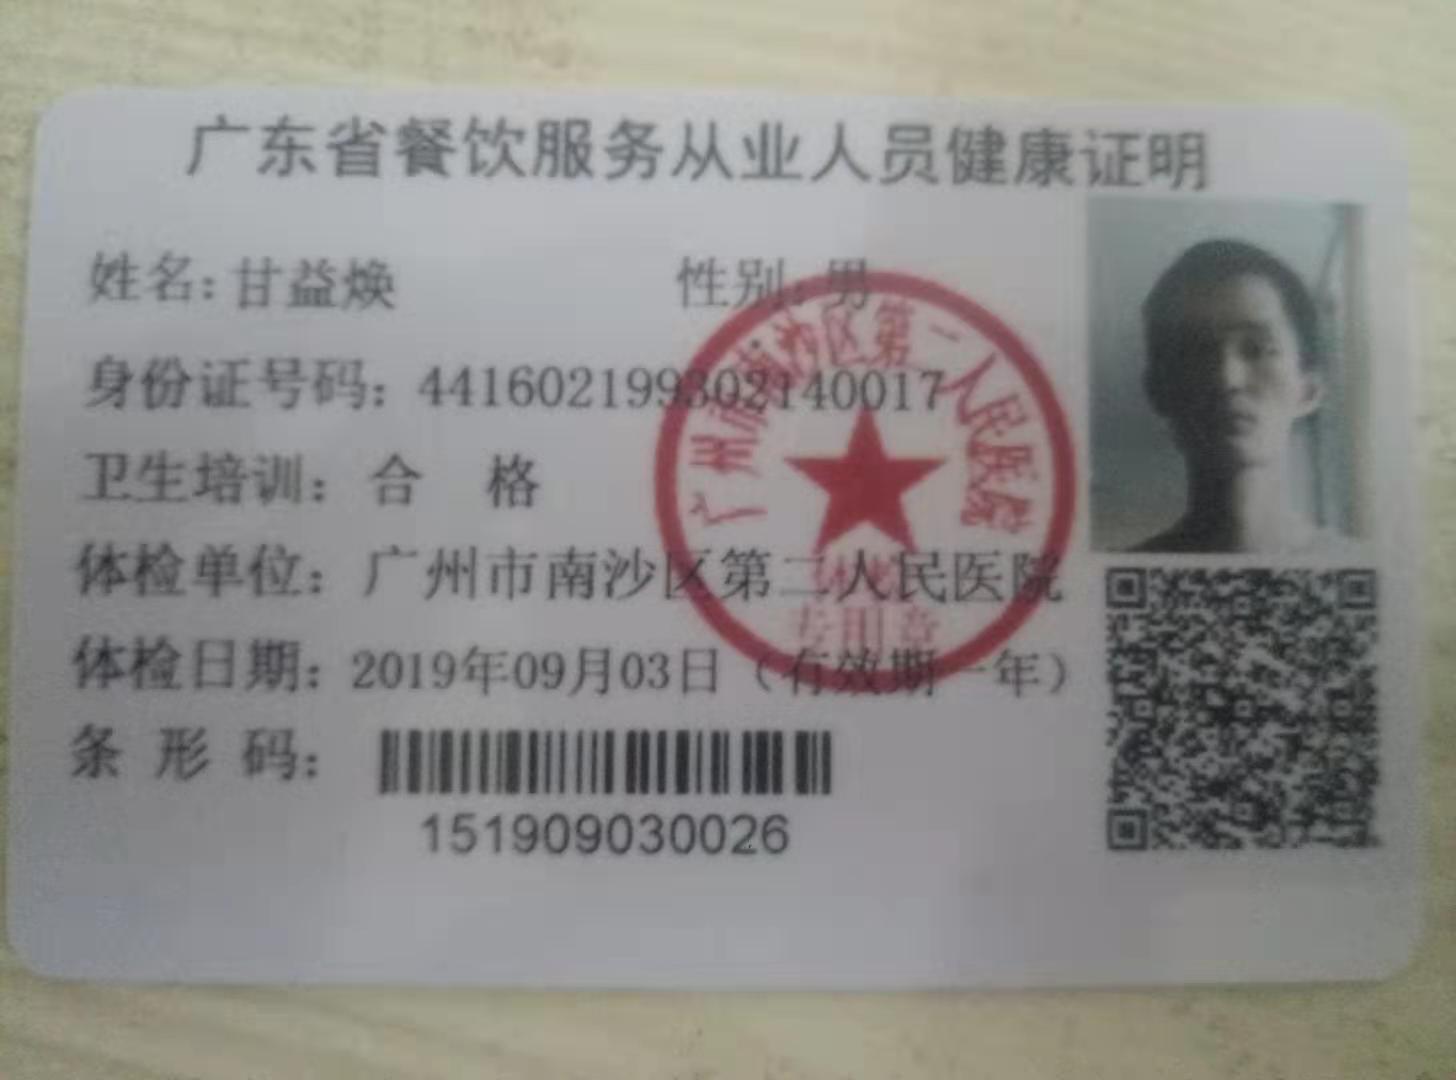 广东省餐饮服务从业人员健康证明
姓名: 甘益焕 性别: 男
身份证号码: 441602199302140017
卫生培训: 合 格
体检单位: 广州市南沙区第二人民医院
体检日期: 2019年09月03日（有效期一年）
条 形 码:
151909030026
广州市南沙区第二人民医院
专用章